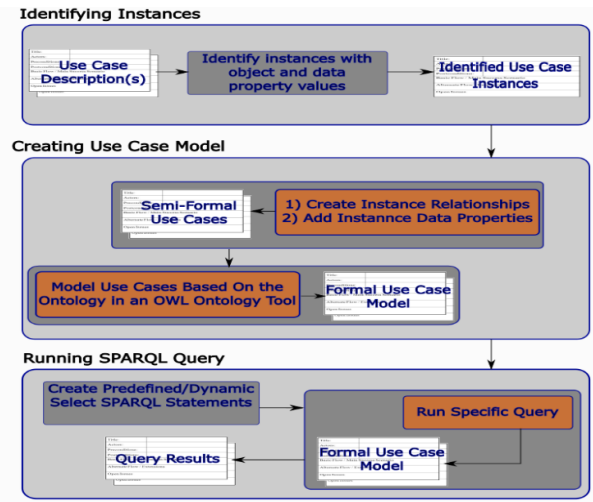 Identifying Instances
Use Case
Description(s)
Identify instances with
object and data
property values
Identified Use Case
Instances
Creating Use Case Model
Semi-Formal
Use Cases
1) Create Instance Relationships
2) Add Instannce Data Properties
Model Use Cases Based On the
Ontology in an OWL Ontology Tool
Formal Use Case
Model
Running SPARQL Query
Create Predefined/Dynamic
Select SPARQL Statements
Run Specific Query
Query Results
Formal Use Case
Model